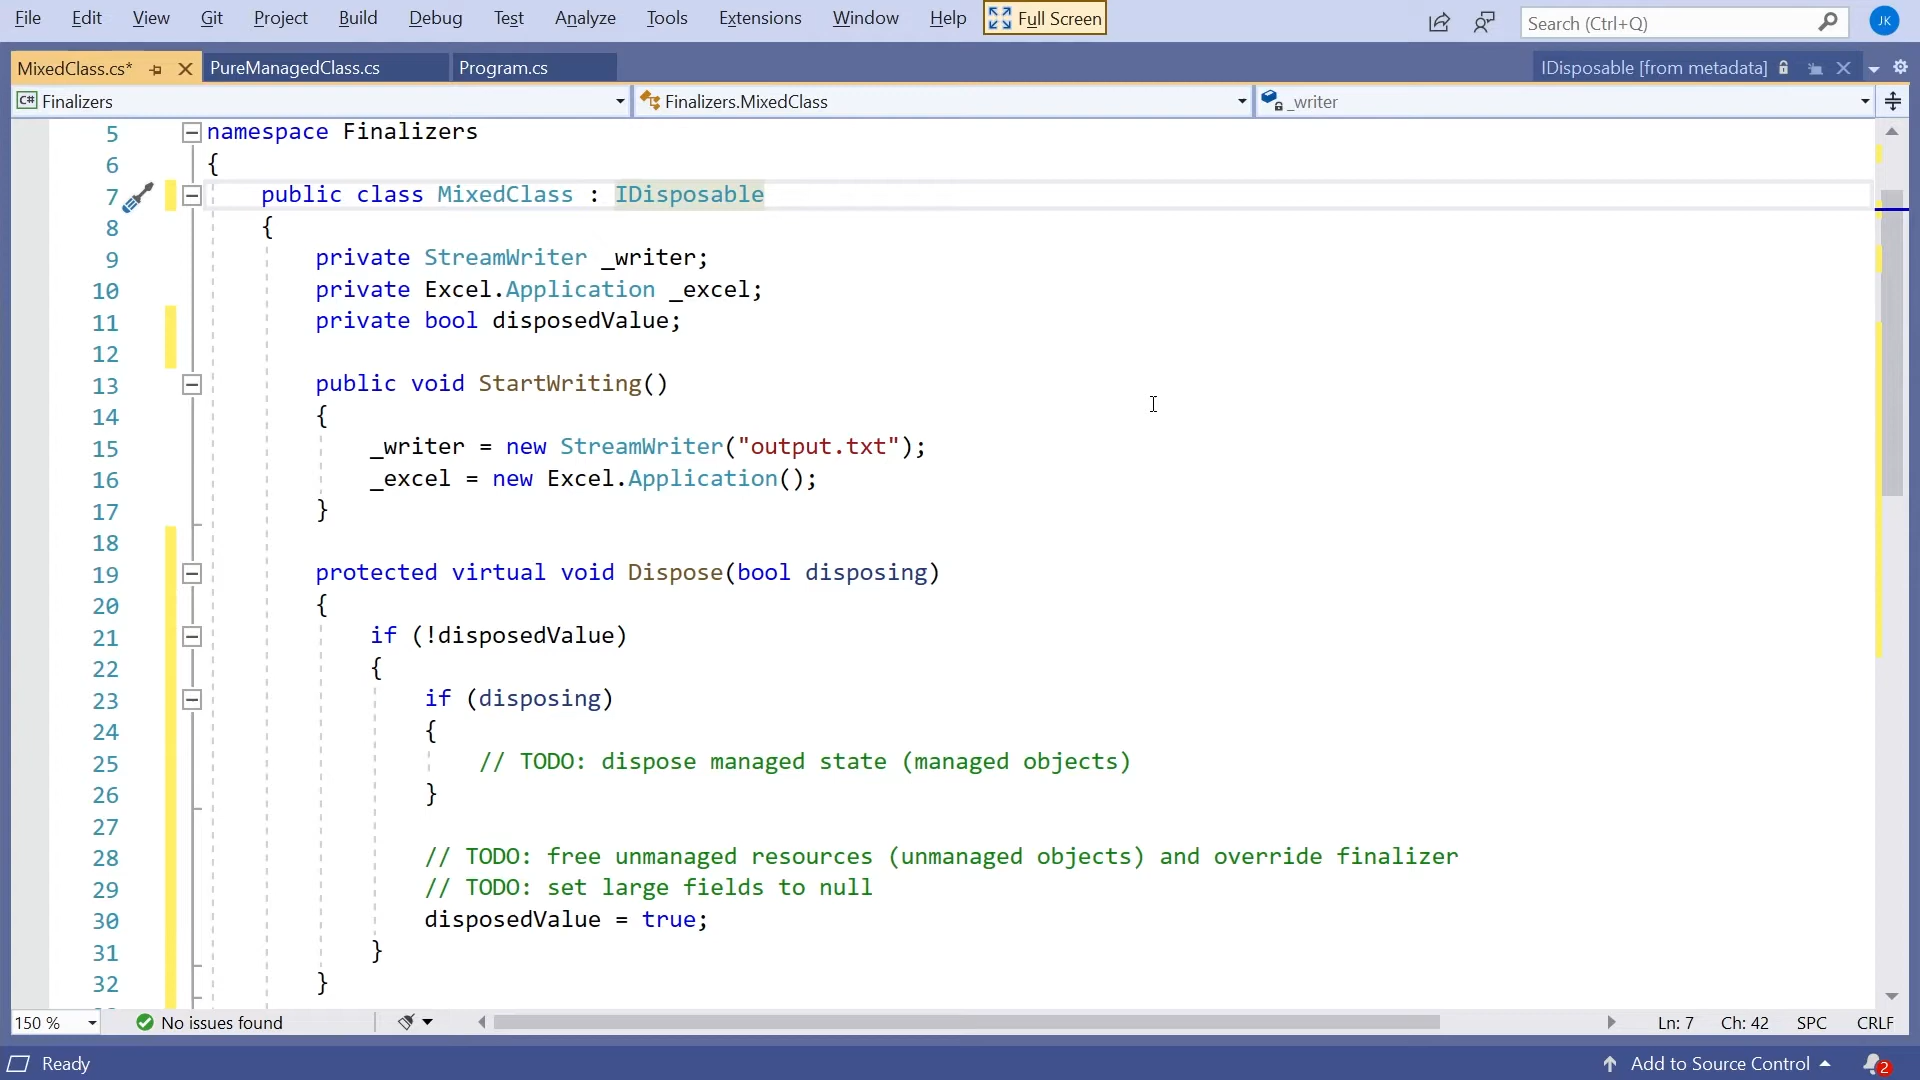 File Edit View Git Project Build Debug Test Analyze Tools Extensions Window Help Full Screen Search (Ctrl+Q) JK
MixedClass.cs* PureManagedClass.cs Program.cs IDisposable [from metadata]
C# Finalizers Finalizers.MixedClass _writer
5 namespace Finalizers
6 {
7 public class MixedClass : IDisposable
8 {
9 private StreamWriter _writer;
10 private Excel.Application _excel;
11 private bool disposedValue;
12
13 public void StartWriting()
14 {
15 _writer = new StreamWriter("output.txt");
16 _excel = new Excel.Application();
17 }
18
19 protected virtual void Dispose(bool disposing)
20 {
21 if (!disposedValue)
22 {
23 if (disposing)
24 {
25 // TODO: dispose managed state (managed objects)
26 }
27
28 // TODO: free unmanaged resources (unmanaged objects) and override finalizer
29 // TODO: set large fields to null
30 disposedValue = true;
31 }
32 }
150 % No issues found Ln: 7 Ch: 42 SPC CRLF
Ready Add to Source Control 2